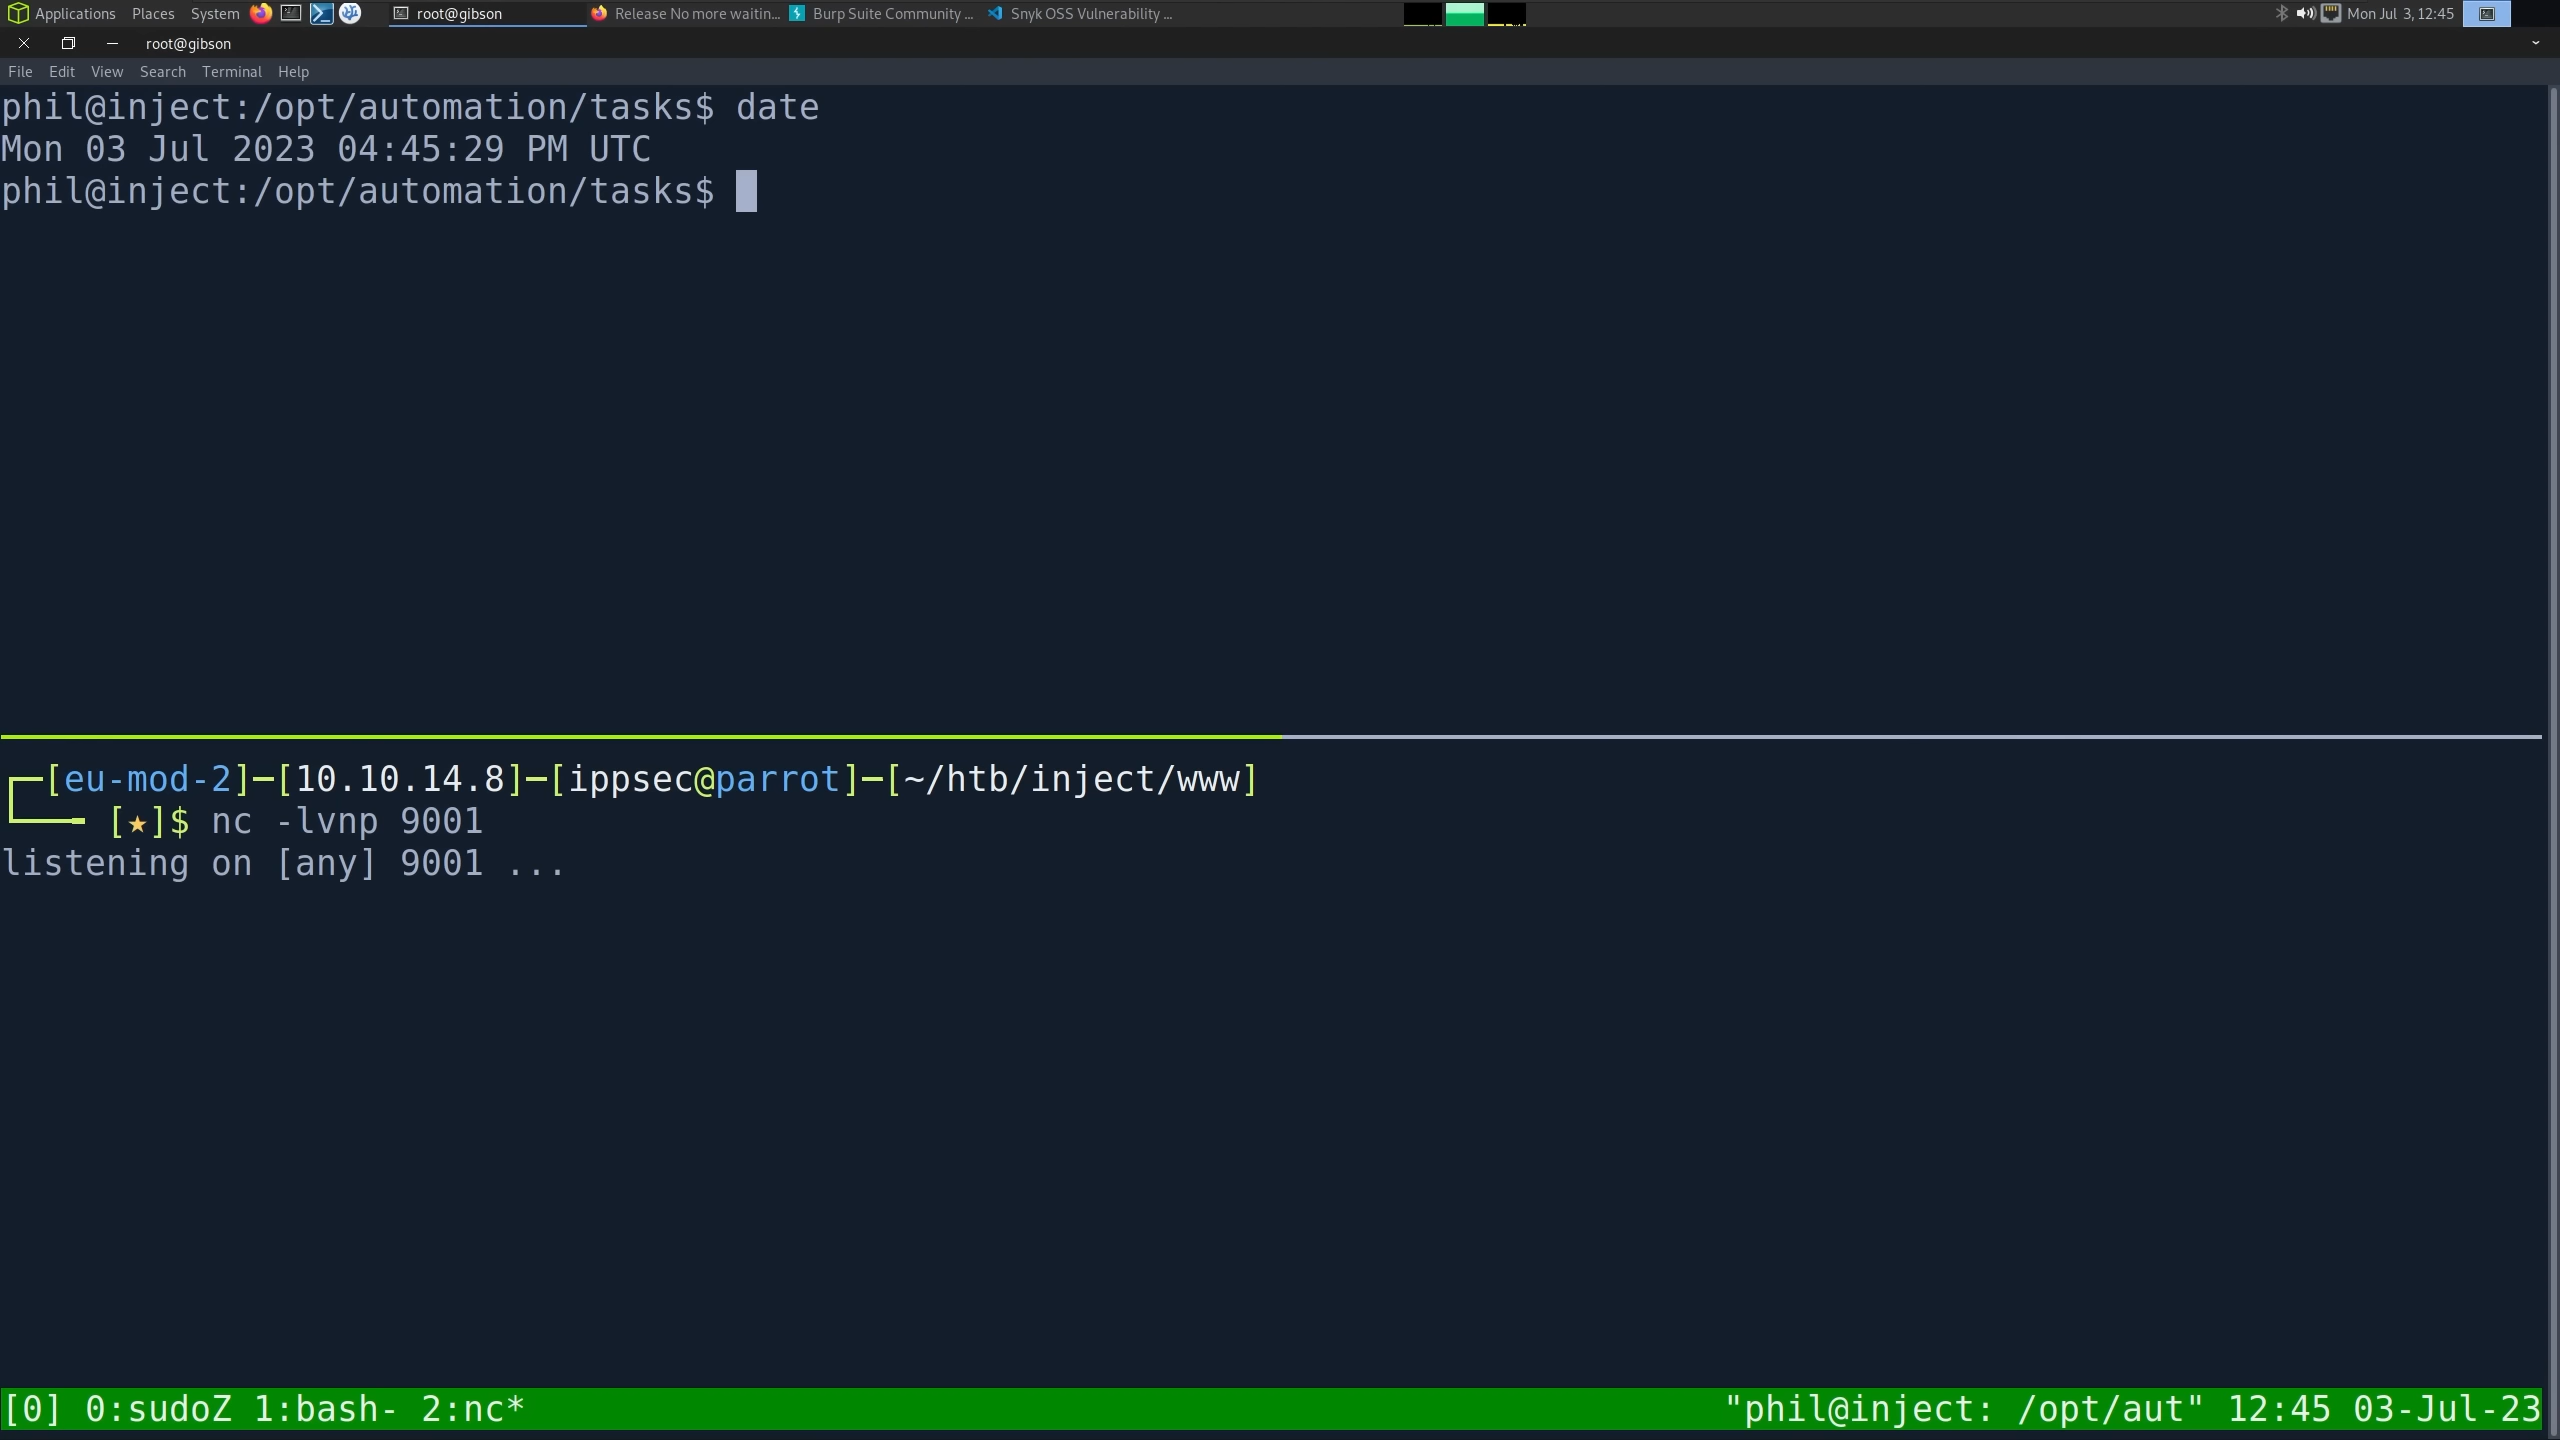 Applications Places System root@gibson Release No more waitin... Burp Suite Community ... Snyk OSS Vulnerability ... Mon Jul 3, 12:45
root@gibson
File Edit View Search Terminal Help
phil@inject:/opt/automation/tasks$ date
Mon 03 Jul 2023 04:45:29 PM UTC
phil@inject:/opt/automation/tasks$
┌─[eu-mod-2]─[10.10.14.8]─[ippsec@parrot]─[~/htb/inject/www]
└──╼ [★]$ nc -lvnp 9001
listening on [any] 9001 ...
[0] 0:sudoZ 1:bash- 2:nc* "phil@inject: /opt/aut" 12:45 03-Jul-23